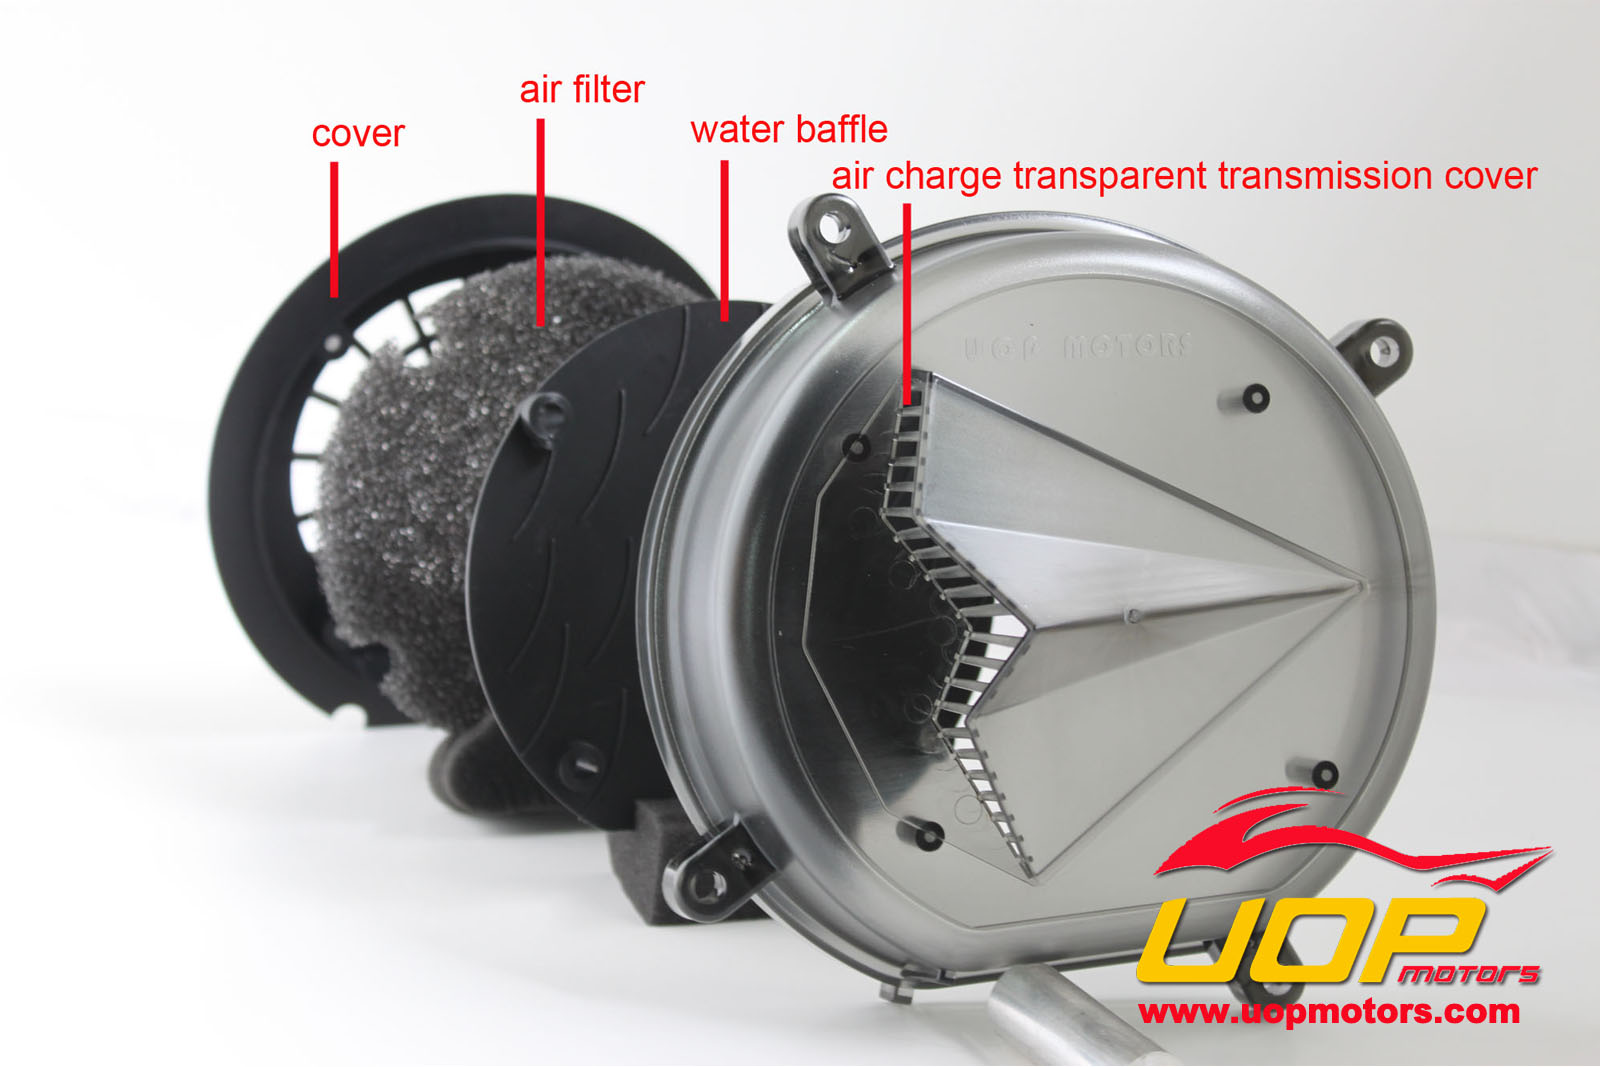 air filter
cover
water baffle
air charge transparent transmission cover
UOP MOTORS
UOP
MOTORS
www.uopmotors.com